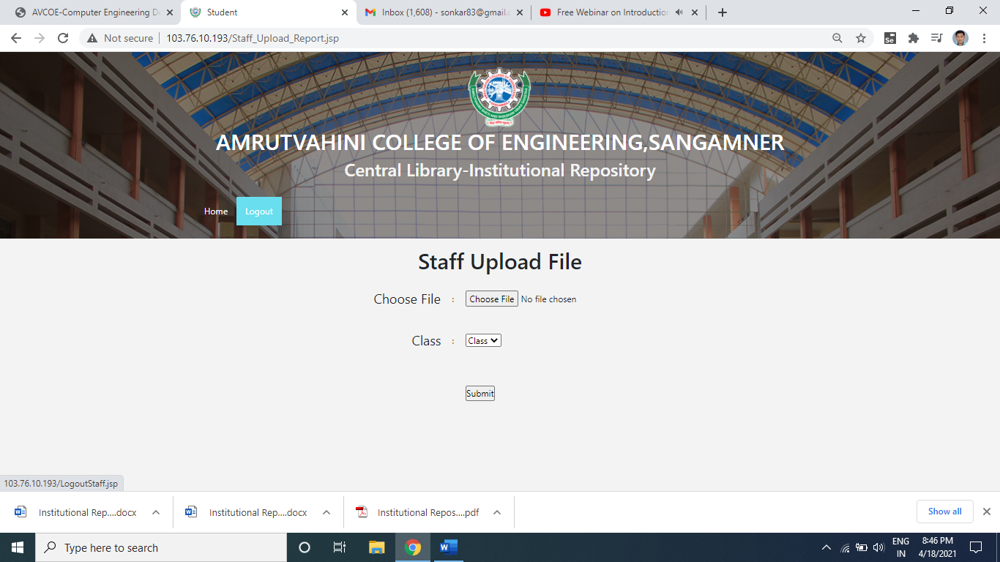 AVCOE-Computer Engineering D
Student
Inbox (1,608) - sonkar83@gmail.
Free Webinar on Introduction
Not secure
103.76.10.193/Staff_Upload_Report.jsp
Se
AMRUTVAHINI COLLEGE OF ENGINEERING,SANGAMNER
Central Library-Institutional Repository
Home
Logout
Staff Upload File
Choose File : Choose File No file chosen
Class : Class
Submit
103.76.10.193/LogoutStaff.jsp
Institutional Rep....docx
Institutional Rep....docx
Institutional Repos....pdf
Show all
Type here to search
ENG
IN
8:46 PM
4/18/2021